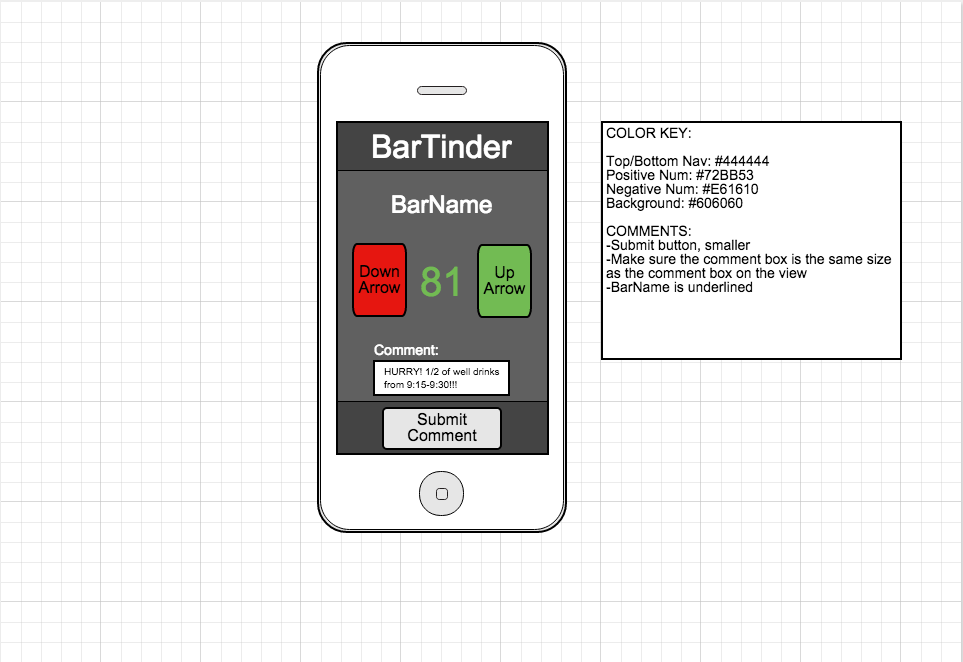 BarTinder
BarName
Down
Arrow
81
Up
Arrow
Comment:
HURRY! 1/2 of well drinks
from 9:15-9:30!!!
Submit
Comment
COLOR KEY:
Top/Bottom Nav: #444444
Positive Num: #72BB53
Negative Num: #E61610
Background: #606060
COMMENTS:
-Submit button, smaller
-Make sure the comment box is the same size
as the comment box on the view
-BarName is underlined